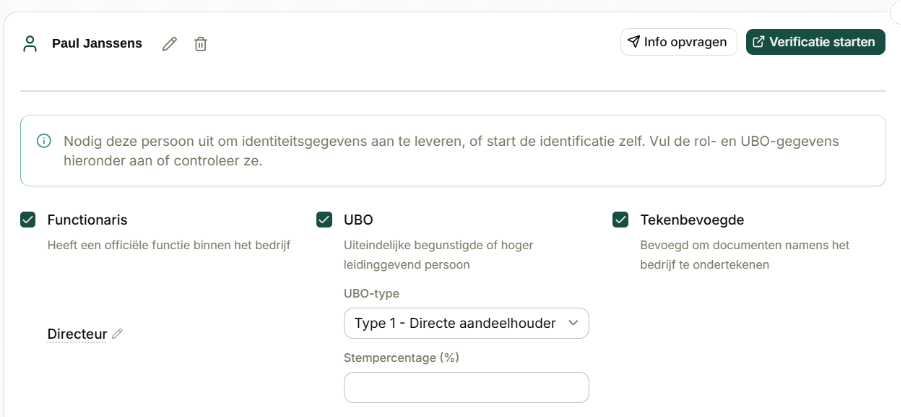 Paul Janssens
Info opvragen
Verificatie starten
Nodig deze persoon uit om identiteitsgegevens aan te leveren, of start de identificatie zelf. Vul de rol- en UBO-gegevens
hieronder aan of controleer ze.
Functionaris
Heeft een officiële functie binnen het bedrijf
Directeur
UBO
Uiteindelijke begunstigde of hoger
leidinggevend persoon
UBO-type
Type 1 - Directe aandeelhouder
Stempercentage (%)
Tekenbevoegde
Bevoegd om documenten namens het
bedrijf te ondertekenen